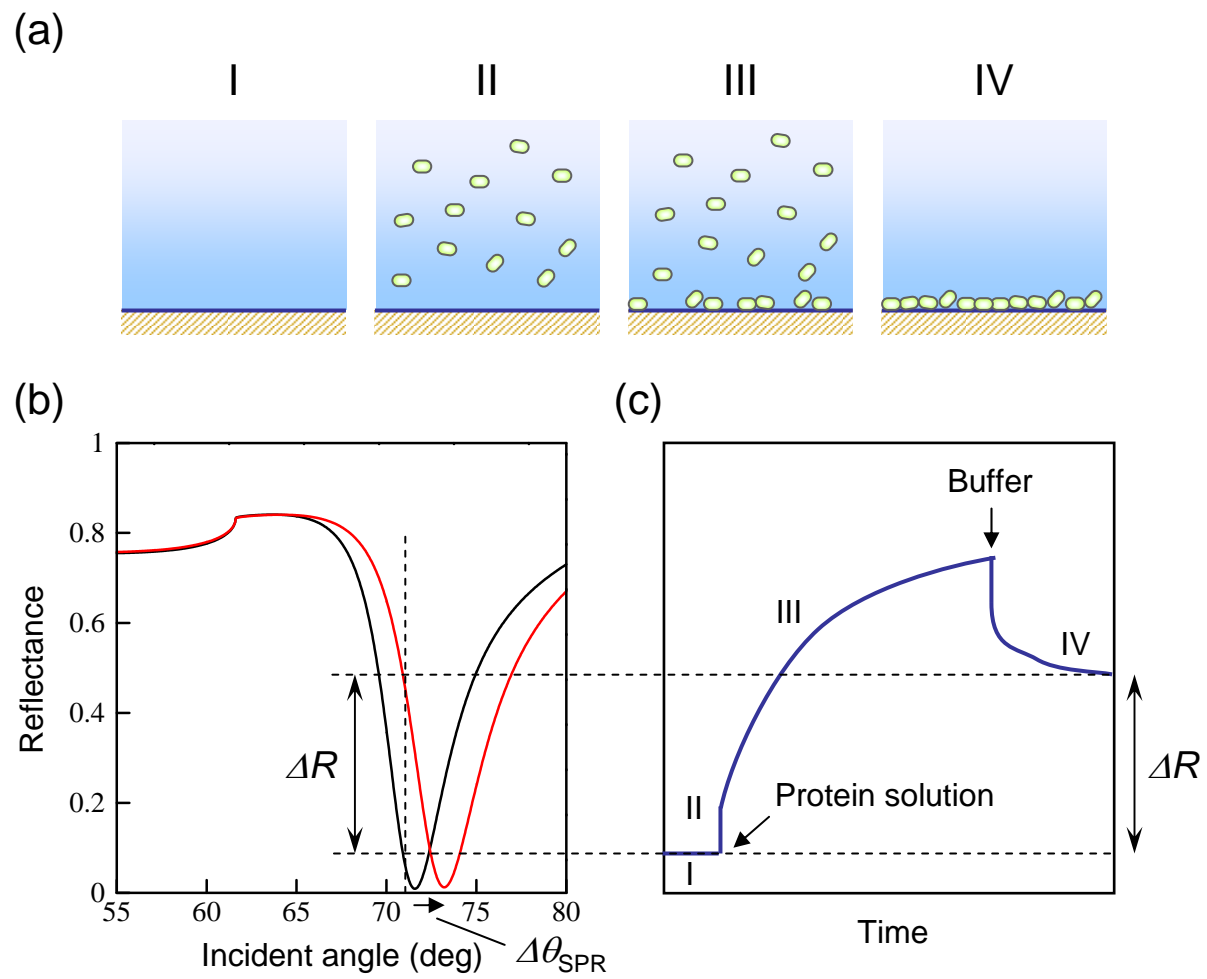 (a)
I II III IV
(b)
(c)
1
0.8
0.6
0.4
0.2
0
Reflectance
ΔR
55 60 65 70 75 80
Incident angle (deg)
ΔθSPR
Buffer
III
IV
II
Protein solution
I
ΔR
Time